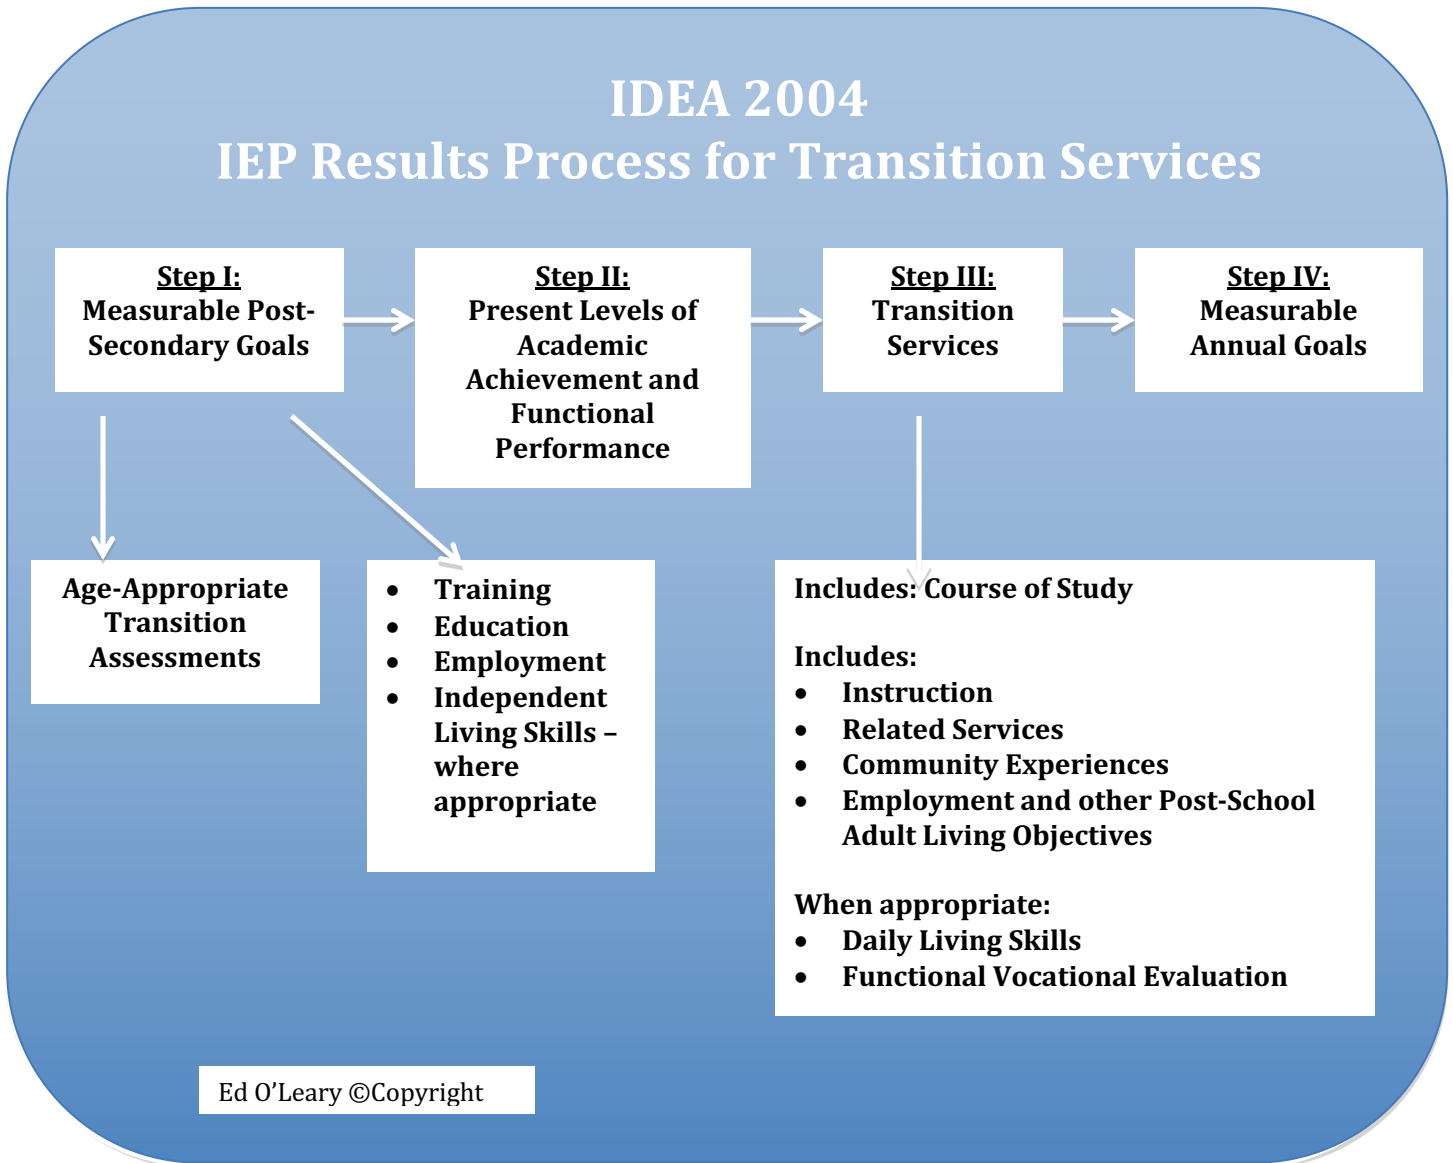 IDEA 2004
IEP Results Process for Transition Services
Step I:
Measurable Post-
Secondary Goals
Step II:
Present Levels of
Academic
Achievement and
Functional
Performance
Step III:
Transition
Services
Step IV:
Measurable
Annual Goals
Age-Appropriate
Transition
Assessments
• Training
• Education
• Employment
• Independent
Living Skills –
where
appropriate
Includes: Course of Study
Includes:
• Instruction
• Related Services
• Community Experiences
• Employment and other Post-School
Adult Living Objectives
When appropriate:
• Daily Living Skills
• Functional Vocational Evaluation
Ed O’Leary ©Copyright